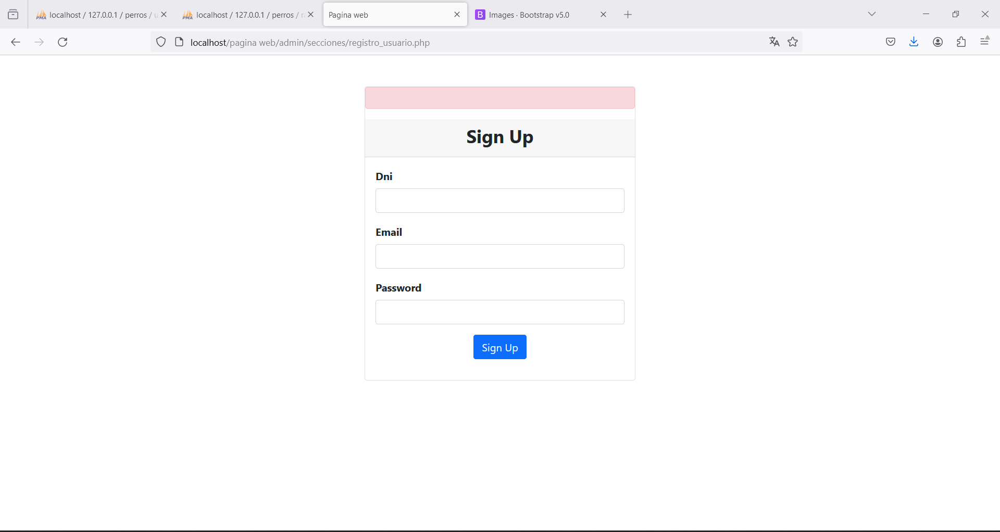 localhost / 127.0.0.1 / perros / u
localhost / 127.0.0.1 / perros / r
Pagina web
Images · Bootstrap v5.0
localhost/pagina web/admin/secciones/registro_usuario.php
Sign Up
Dni
Email
Password
Sign Up